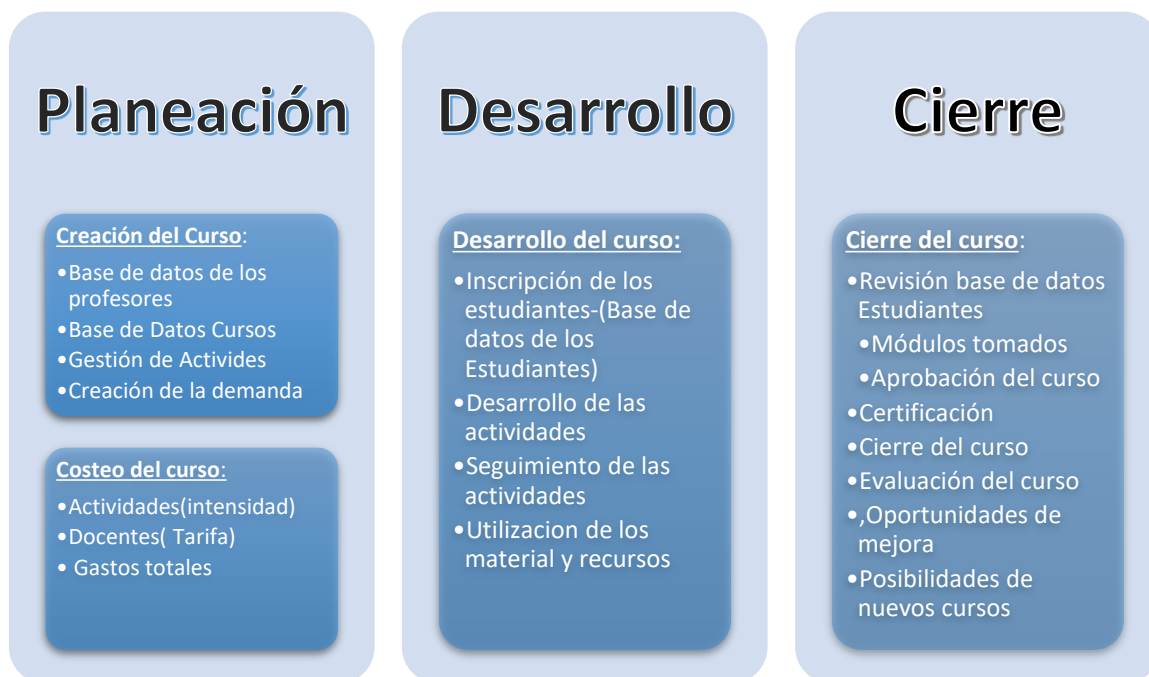 Planeación
Creación del Curso:
•Base de datos de los
profesores
•Base de Datos Cursos
•Gestión de Activides
•Creación de la demanda
Costeo del curso:
•Actividades(intensidad)
•Docentes( Tarifa)
• Gastos totales
Desarrollo
Desarrollo del curso:
•Inscripción de los
estudiantes-(Base de
datos de los
Estudiantes)
•Desarrollo de las
actividades
•Seguimiento de las
actividades
•Utilizacion de los
material y recursos
Cierre
Cierre del curso:
•Revisión base de datos
Estudiantes
•Módulos tomados
•Aprobación del curso
•Certificación
•Cierre del curso
•Evaluación del curso
•,Oportunidades de
mejora
•Posibilidades de
nuevos cursos